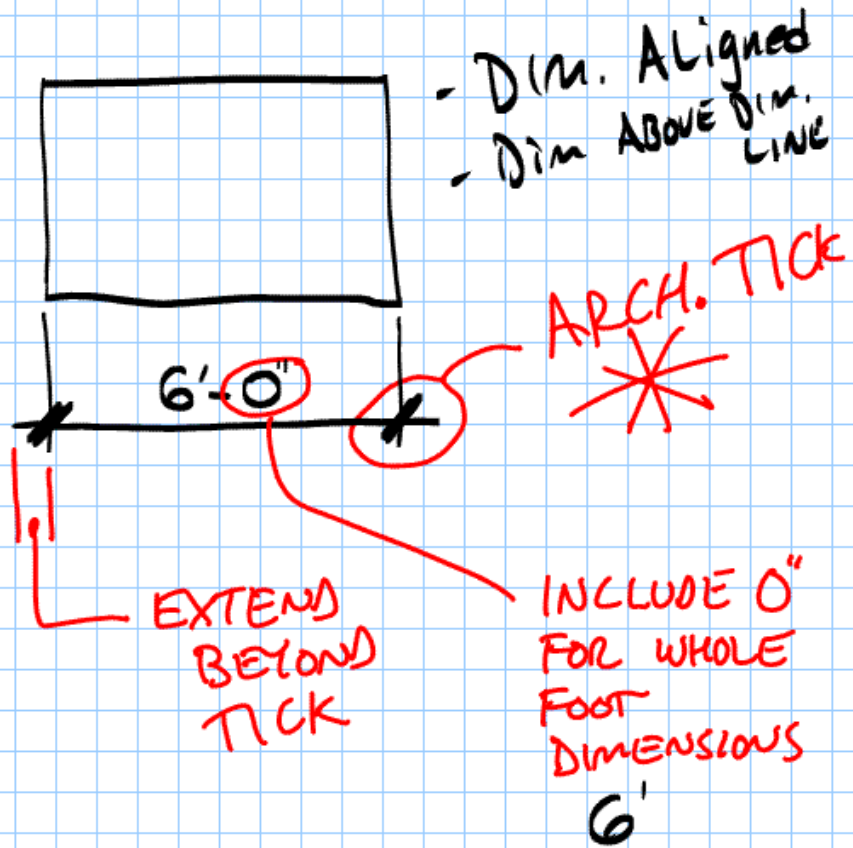 - Dim. Aligned
- Dim Above Dim.
Line
ARCH. TICK
6'-0"
EXTEND
BEYOND
TICK
INCLUDE 0"
FOR WHOLE
FOOT
DIMENSIONS
6'